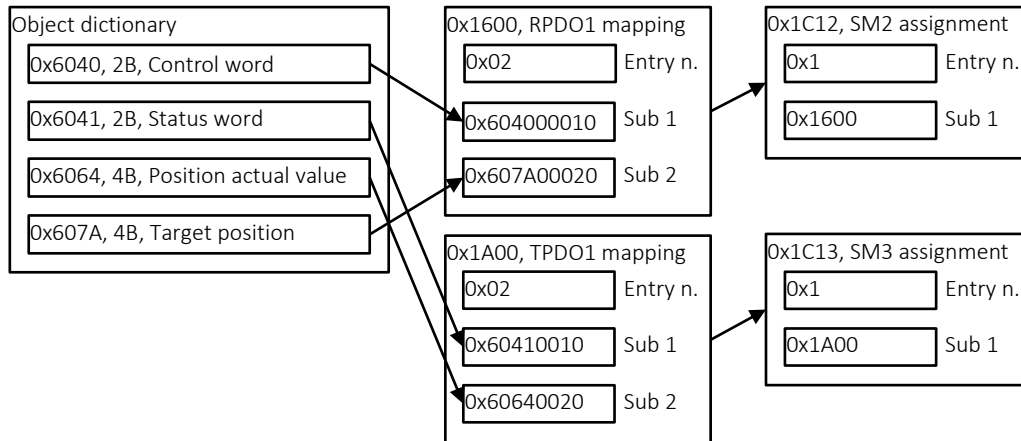 Object dictionary
0x6040, 2B, Control word
0x6041, 2B, Status word
0x6064, 4B, Position actual value
0x607A, 4B, Target position
0x1600, RPDO1 mapping
0x02 Entry n.
0x604000010 Sub 1
0x607A00020 Sub 2
0x1A00, TPDO1 mapping
0x02 Entry n.
0x60410010 Sub 1
0x60640020 Sub 2
0x1C12, SM2 assignment
0x1 Entry n.
0x1600 Sub 1
0x1C13, SM3 assignment
0x1 Entry n.
0x1A00 Sub 1